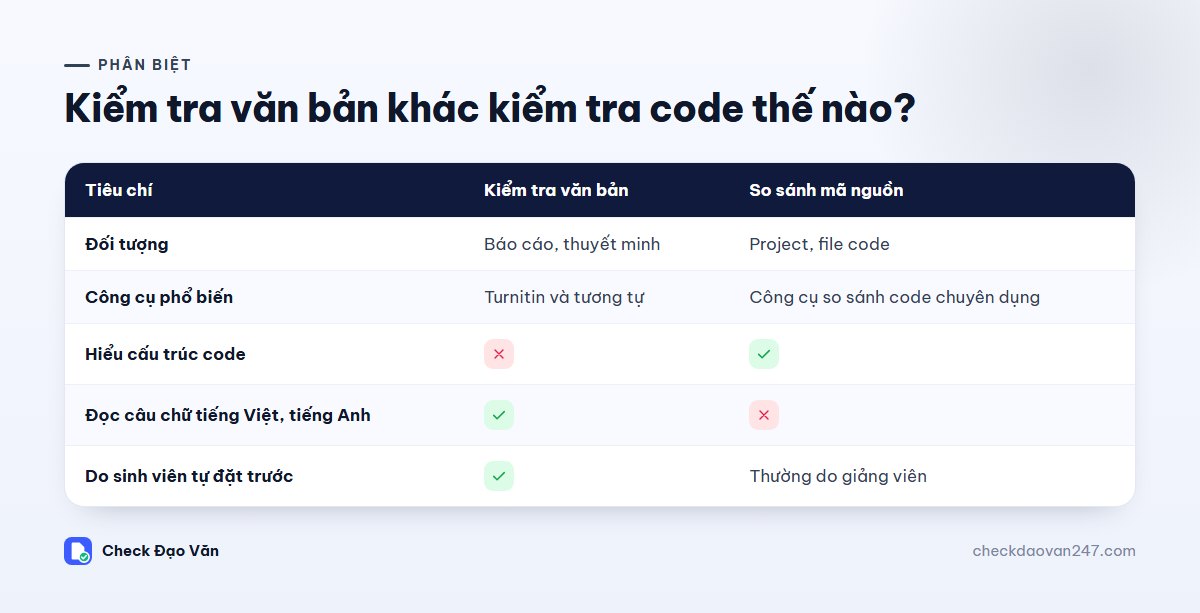 PHÂN BIỆT
Kiểm tra văn bản khác kiểm tra code thế nào?
Tiêu chí Kiểm tra văn bản So sánh mã nguồn
Đối tượng Báo cáo, thuyết minh Project, file code
Công cụ phổ biến Turnitin và tương tự Công cụ so sánh code chuyên dụng
Hiểu cấu trúc code
Đọc câu chữ tiếng Việt, tiếng Anh
Do sinh viên tự đặt trước Thường do giảng viên
Check Đạo Văn checkdaovan247.com